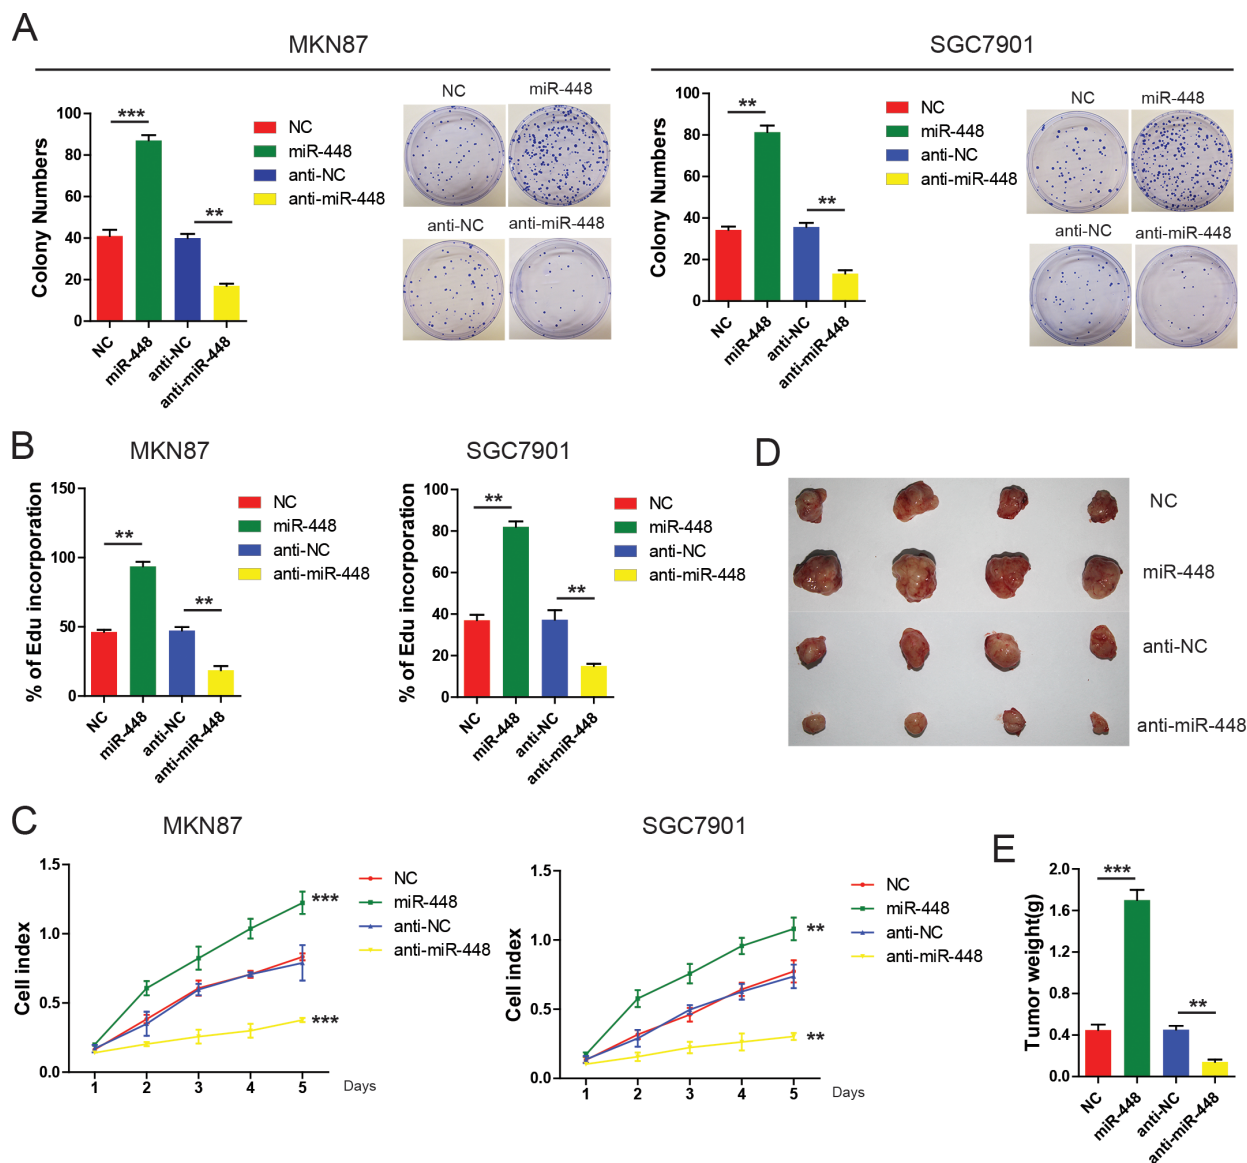 A
MKN87
SGC7901
Colony Numbers
100
80
60
40
20
0
***
**
NC
miR-448
anti-NC
anti-miR-448
NC
miR-448
anti-NC
anti-miR-448
NC
miR-448
anti-NC
anti-miR-448
Colony Numbers
100
80
60
40
20
0
**
**
NC
miR-448
anti-NC
anti-miR-448
NC
miR-448
anti-NC
anti-miR-448
NC
miR-448
anti-NC
anti-miR-448
B
MKN87
% of Edu incorporation
150
100
50
0
**
**
NC
miR-448
anti-NC
anti-miR-448
NC
miR-448
anti-NC
anti-miR-448
SGC7901
% of Edu incorporation
100
80
60
40
20
0
**
**
NC
miR-448
anti-NC
anti-miR-448
NC
miR-448
anti-NC
anti-miR-448
D
NC
miR-448
anti-NC
anti-miR-448
C
MKN87
Cell index
1.5
1.0
0.5
0.0
1 2 3 4 5 Days
***
***
NC
miR-448
anti-NC
anti-miR-448
SGC7901
Cell index
1.5
1.0
0.5
0.0
1 2 3 4 5 Days
**
**
NC
miR-448
anti-NC
anti-miR-448
E
Tumor weight(g)
2.0
1.6
1.2
0.8
0.4
0.0
***
**
NC
miR-448
anti-NC
anti-miR-448